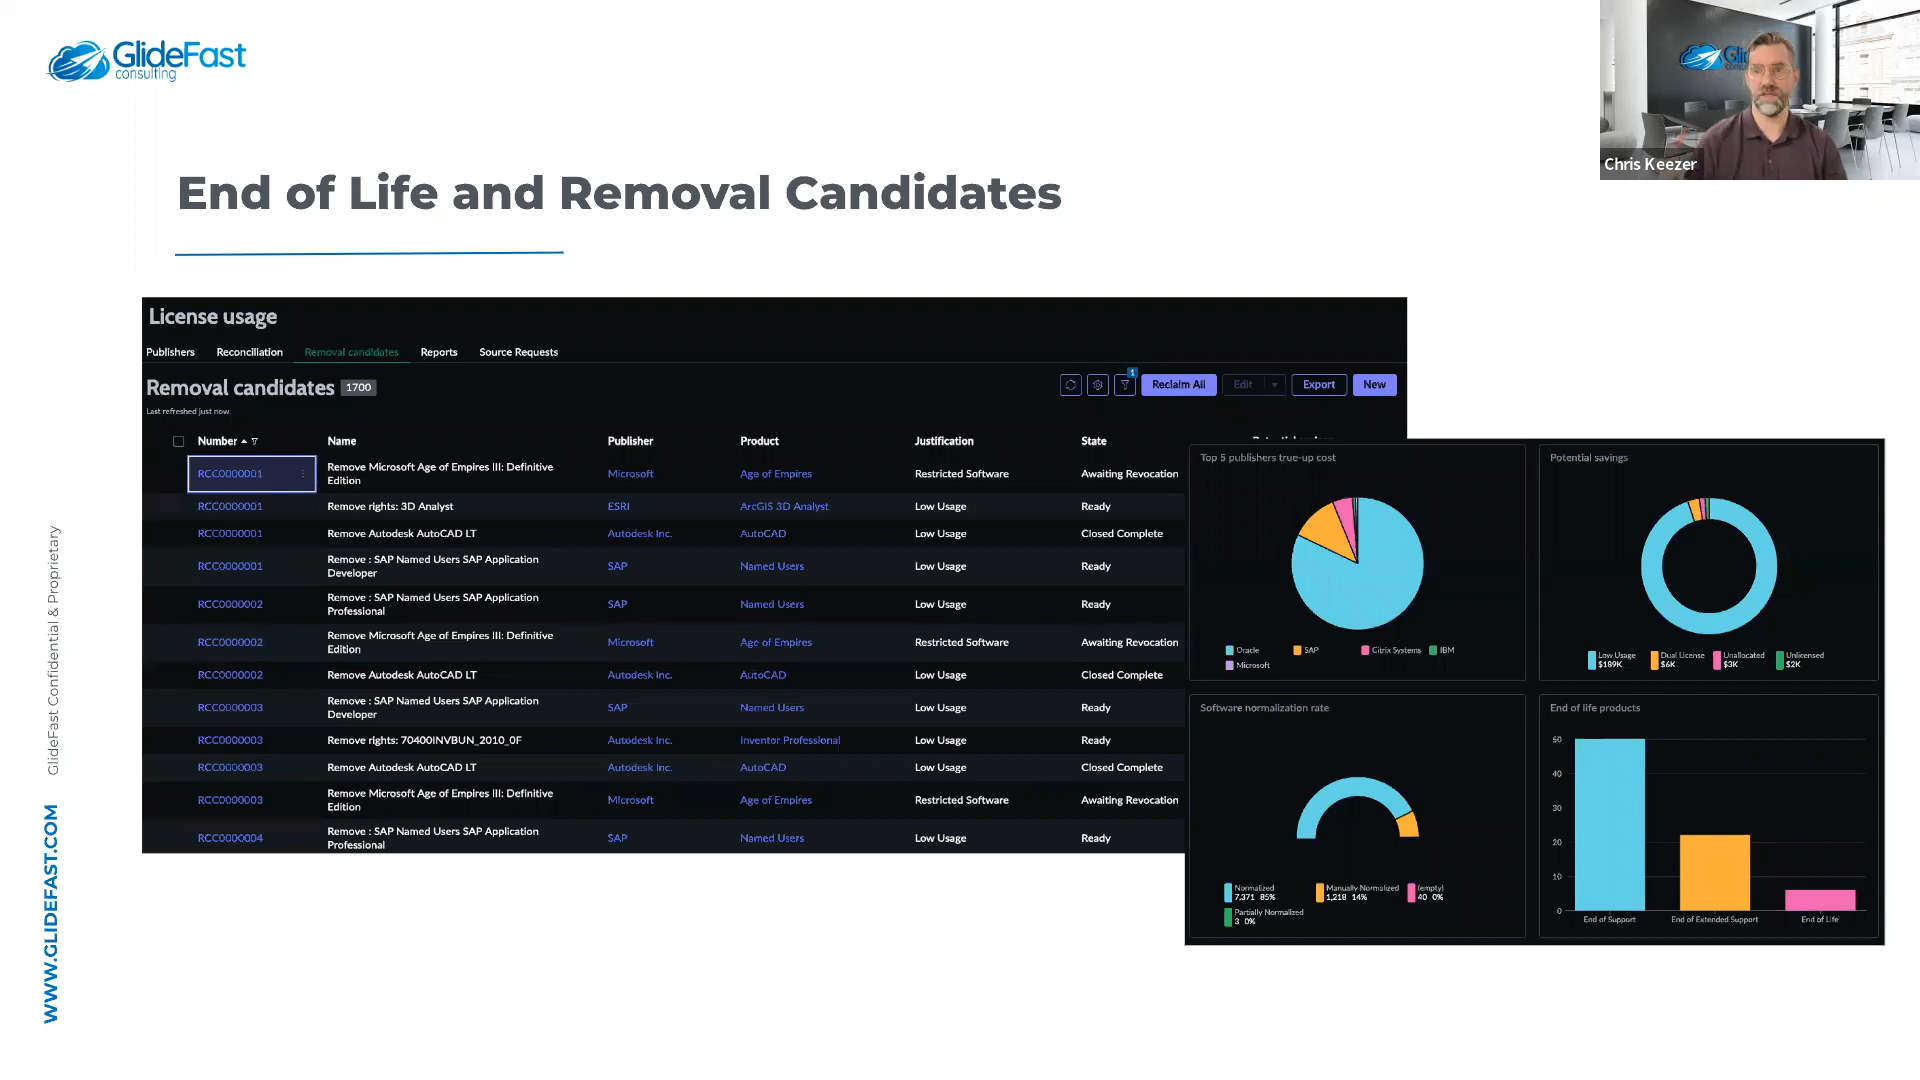 GlideFast
consulting
Chris Keezer
End of Life and Removal Candidates
License usage
Publishers Reconciliation Removal candidates Reports Source Requests
Removal candidates 1700
1 Reclaim All Edit Export New
Last refreshed just now.
Number Name Publisher Product Justification State
RCC0000001 Remove Microsoft Age of Empires III: Definitive Edition Microsoft Age of Empires Restricted Software Awaiting Revocation
RCC0000001 Remove rights: 3D Analyst ESRI ArcGIS 3D Analyst Low Usage Ready
RCC0000001 Remove Autodesk AutoCAD LT Autodesk Inc. AutoCAD Low Usage Closed Complete
RCC0000001 Remove : SAP Named Users SAP Application Developer SAP Named Users Low Usage Ready
RCC0000002 Remove : SAP Named Users SAP Application Professional SAP Named Users Low Usage Ready
RCC0000002 Remove Microsoft Age of Empires III: Definitive Edition Microsoft Age of Empires Restricted Software Awaiting Revocation
RCC0000002 Remove Autodesk AutoCAD LT Autodesk Inc. AutoCAD Low Usage Closed Complete
RCC0000003 Remove : SAP Named Users SAP Application Developer SAP Named Users Low Usage Ready
RCC0000003 Remove rights: 70400INVBUN_2010_0F Autodesk Inc. Inventor Professional Low Usage Ready
RCC0000003 Remove Autodesk AutoCAD LT Autodesk Inc. AutoCAD Low Usage Closed Complete
RCC0000003 Remove Microsoft Age of Empires III: Definitive Edition Microsoft Age of Empires Restricted Software Awaiting Revocation
RCC0000004 Remove : SAP Named Users SAP Application Professional SAP Named Users Low Usage Ready
Top 5 publishers true-up cost
Oracle SAP Citrix Systems IBM
Microsoft
Potential savings
Low Usage Dual License Unallocated Unlicensed
$189K $6K $3K $2K
Software normalization rate
Normalized Manually Normalized (empty)
7,371 85% 1,218 14% 40 0%
Partially Normalized
3 0%
End of life products
50
40
30
20
10
0
End of Support End of Extended Support End of Life
GlideFast Confidential & Proprietary
WWW.GLIDEFAST.COM